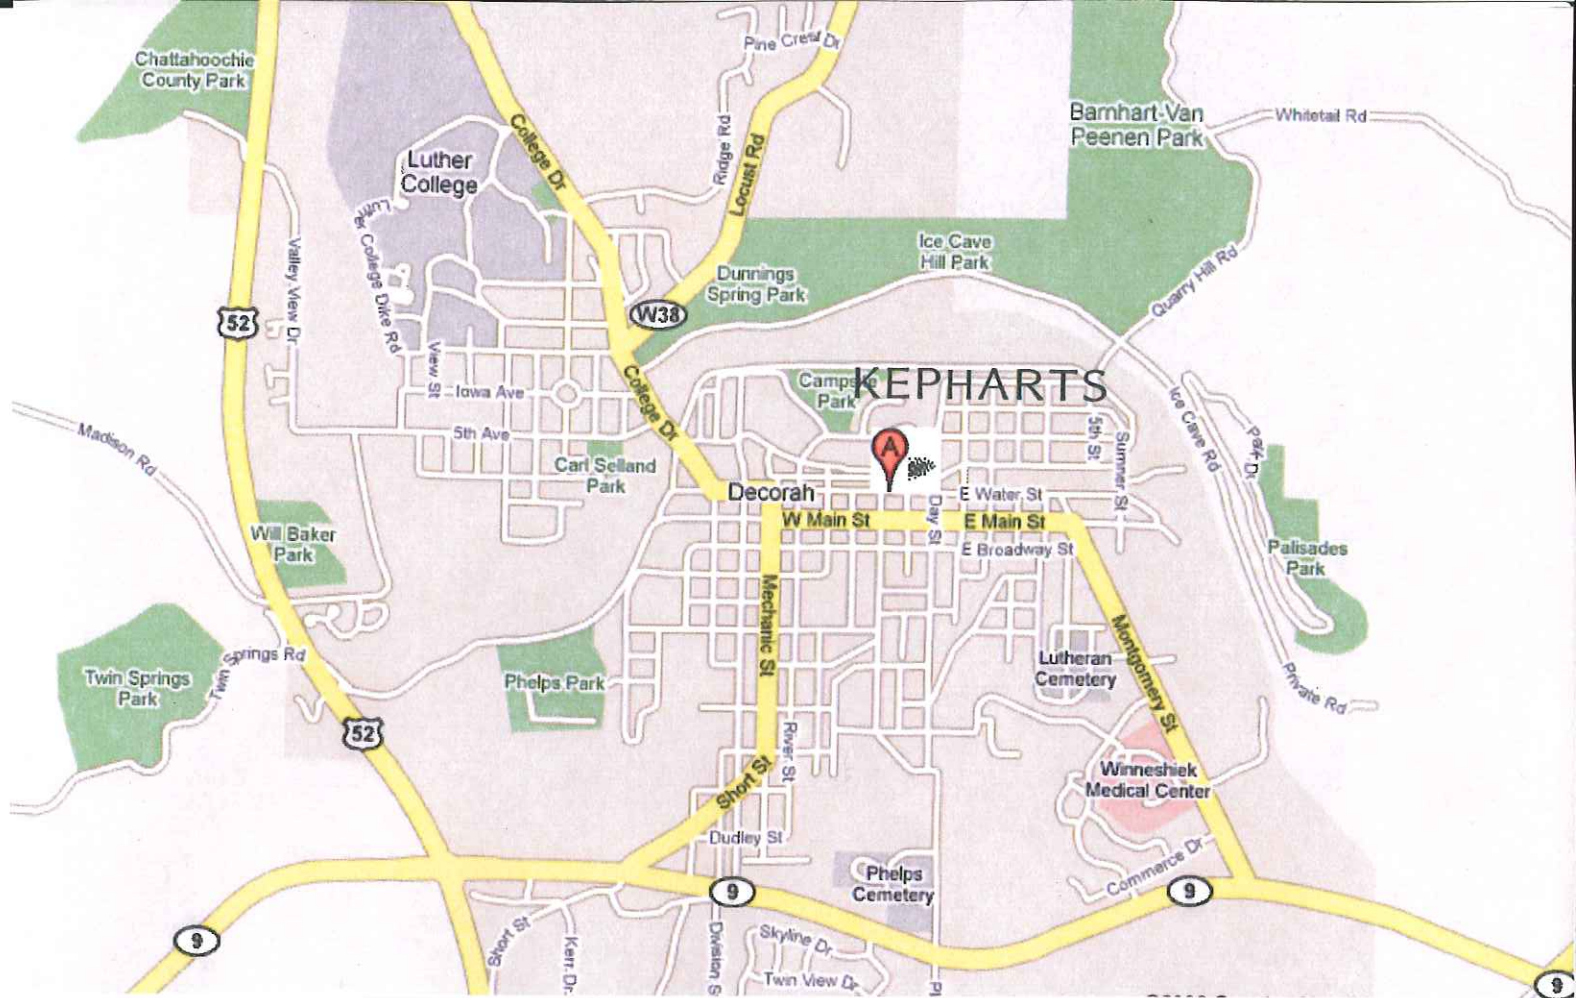 Pine Crest Dr
Chattahoochie
County Park
Barnhart-Van
Peenen Park
Whitetail Rd
College Dr
Ridge Rd
Locust Rd
Luther
College
Luther College Dike Rd
Valley View Dr
Ice Cave
Hill Park
Dunnings
Spring Park
Quarry Hill Rd
52
W38
View St
Iowa Ave
College Dr
Park
KEPHARTS
Ice Cave Rd
Park Dr
5th St
Sumner St
Madison Rd
5th Ave
Carl Selland
Park
A
Decorah
E Water St
Day St
W Main St
E Main St
E Broadway St
Will Baker
Park
Palisades
Park
Mechanic St
Montgomery St
Twin Springs Rd
Twin Springs
Park
Phelps Park
Lutheran
Cemetery
Private Rd
52
River St
Short St
Winneshiek
Medical Center
Dudley St
Commerce Dr
Phelps
Cemetery
9
9
9
Short St
Kerr Dr
Division S
Skyline Dr
Twin View Dr
Pl
9